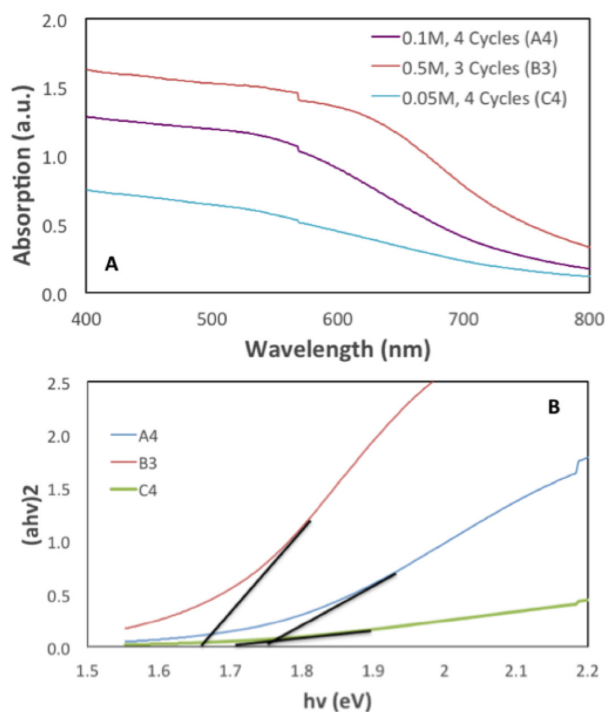 2.0
1.5
1.0
0.5
0.0
Absorption (a.u.)
0.1M, 4 Cycles (A4)
0.5M, 3 Cycles (B3)
0.05M, 4 Cycles (C4)
A
400 500 600 700 800
Wavelength (nm)
2.5
2.0
1.5
1.0
0.5
0.0
(ahv)2
B
A4
B3
C4
1.5 1.6 1.7 1.8 1.9 2 2.1 2.2
hv (eV)